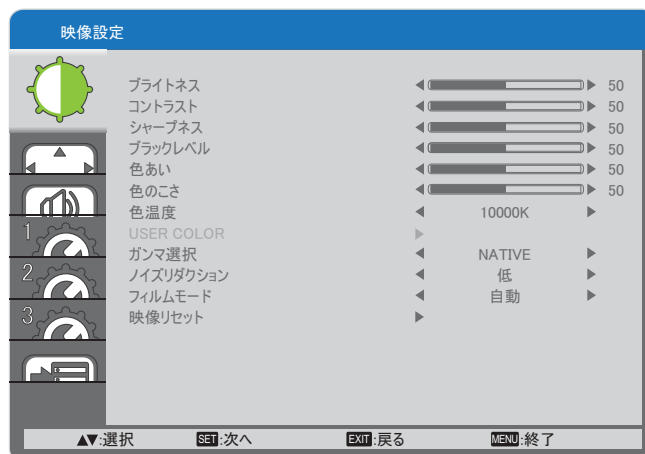 映像設定
ブライトネス 50
コントラスト 50
シャープネス 50
ブラックレベル 50
色あい 50
色のこさ 50
色温度 10000K
USER COLOR
ガンマ選択 NATIVE
ノイズリダクション 低
フィルムモード 自動
映像リセット
1
2
3
▲▼:選択 SET:次へ EXIT:戻る MENU:終了